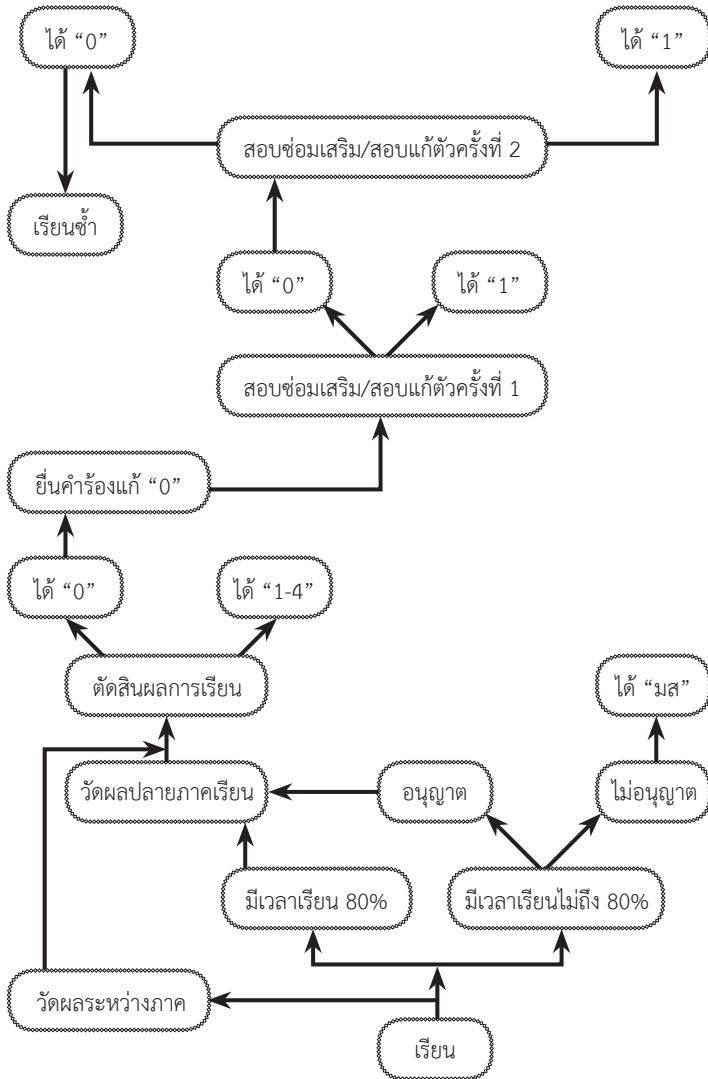 ได้ “0”
ได้ “1”
สอบซ่อมเสริม/สอบแก้ตัวครั้งที่ 2
เรียนซ้ำ
ได้ “0”
ได้ “1”
สอบซ่อมเสริม/สอบแก้ตัวครั้งที่ 1
ยื่นคำร้องแก้ “0”
ได้ “0”
ได้ “1-4”
ตัดสินผลการเรียน
ได้ “มส”
วัดผลปลายภาคเรียน
อนุญาต
ไม่อนุญาต
มีเวลาเรียน 80%
มีเวลาเรียนไม่ถึง 80%
วัดผลระหว่างภาค
เรียน